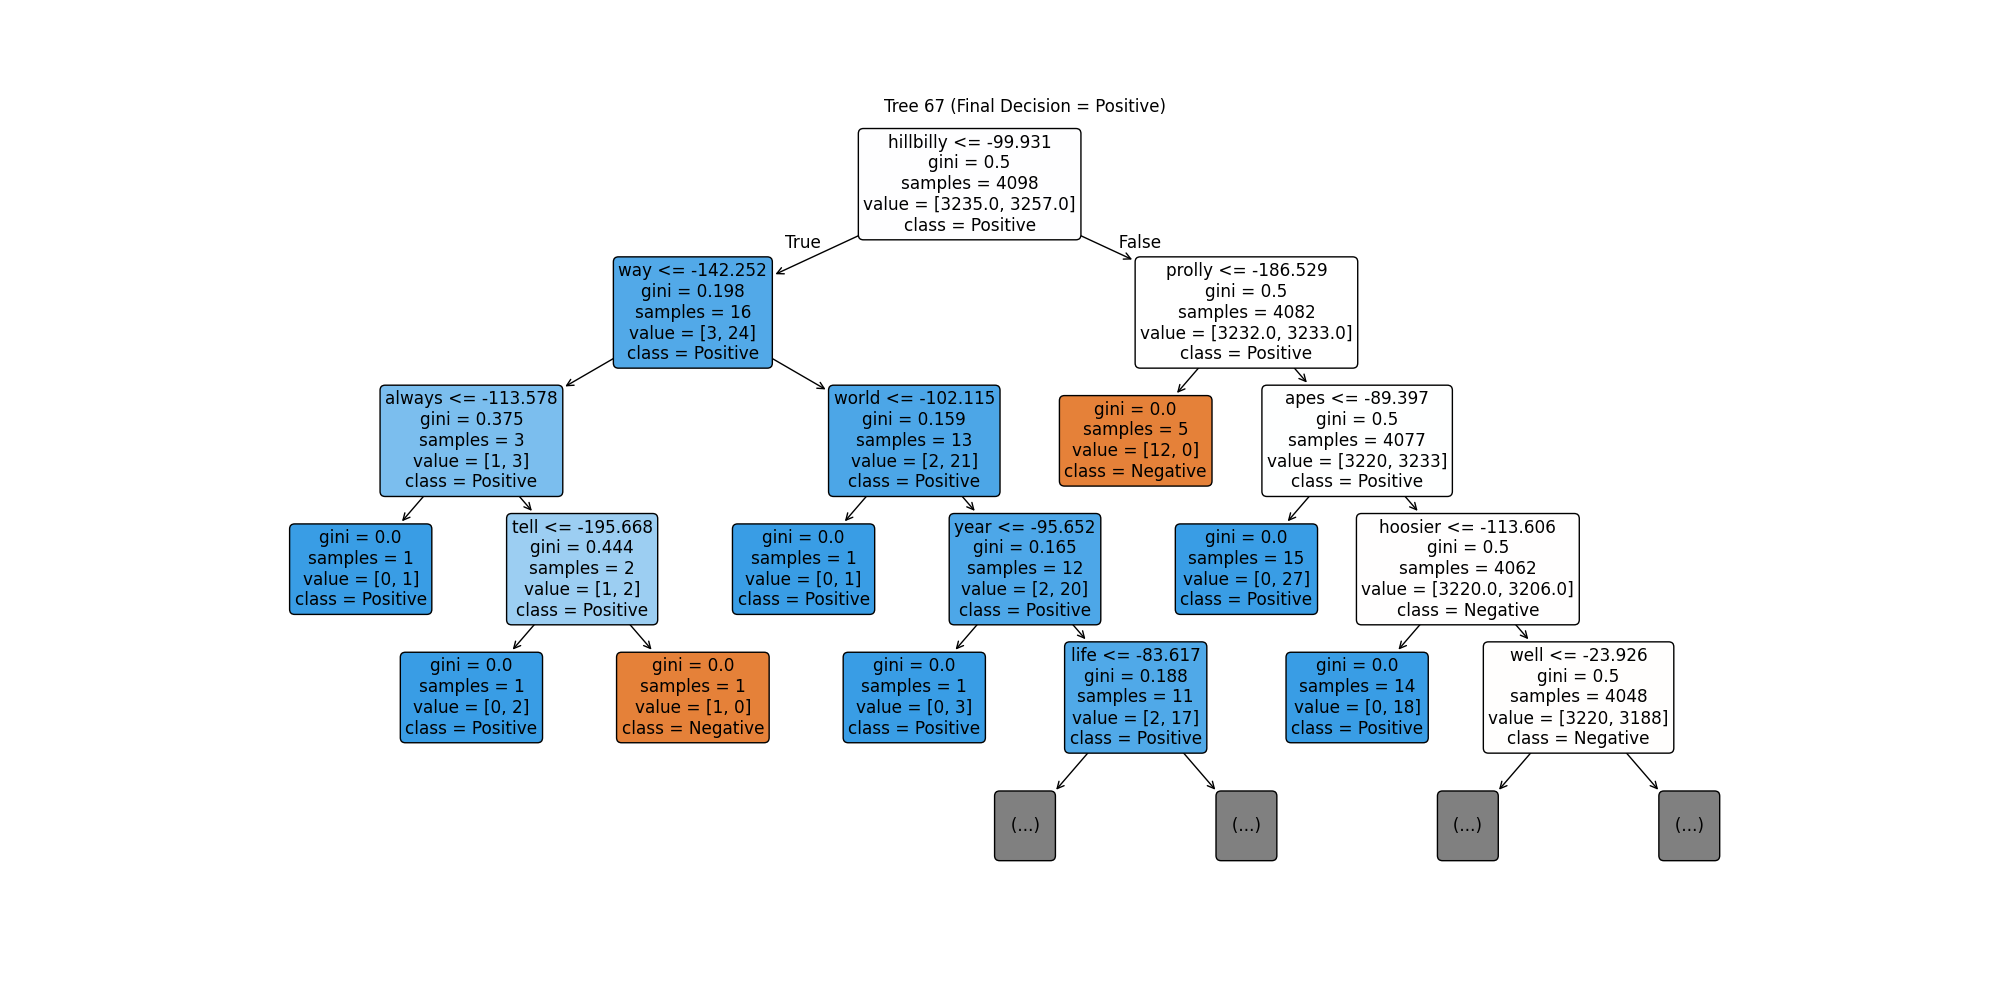 Tree 67 (Final Decision = Positive)
hillbilly <= -99.931
gini = 0.5
samples = 4098
value = [3235.0, 3257.0]
class = Positive
True
False
way <= -142.252
gini = 0.198
samples = 16
value = [3, 24]
class = Positive
prolly <= -186.529
gini = 0.5
samples = 4082
value = [3232.0, 3233.0]
class = Positive
always <= -113.578
gini = 0.375
samples = 3
value = [1, 3]
class = Positive
world <= -102.115
gini = 0.159
samples = 13
value = [2, 21]
class = Positive
gini = 0.0
samples = 5
value = [12, 0]
class = Negative
apes <= -89.397
gini = 0.5
samples = 4077
value = [3220, 3233]
class = Positive
gini = 0.0
samples = 1
value = [0, 1]
class = Positive
tell <= -195.668
gini = 0.444
samples = 2
value = [1, 2]
class = Positive
gini = 0.0
samples = 1
value = [0, 1]
class = Positive
year <= -95.652
gini = 0.165
samples = 12
value = [2, 20]
class = Positive
gini = 0.0
samples = 15
value = [0, 27]
class = Positive
hoosier <= -113.606
gini = 0.5
samples = 4062
value = [3220.0, 3206.0]
class = Negative
gini = 0.0
samples = 1
value = [0, 2]
class = Positive
gini = 0.0
samples = 1
value = [1, 0]
class = Negative
gini = 0.0
samples = 1
value = [0, 3]
class = Positive
life <= -83.617
gini = 0.188
samples = 11
value = [2, 17]
class = Positive
gini = 0.0
samples = 14
value = [0, 18]
class = Positive
well <= -23.926
gini = 0.5
samples = 4048
value = [3220, 3188]
class = Negative
(...)
(...)
(...)
(...)